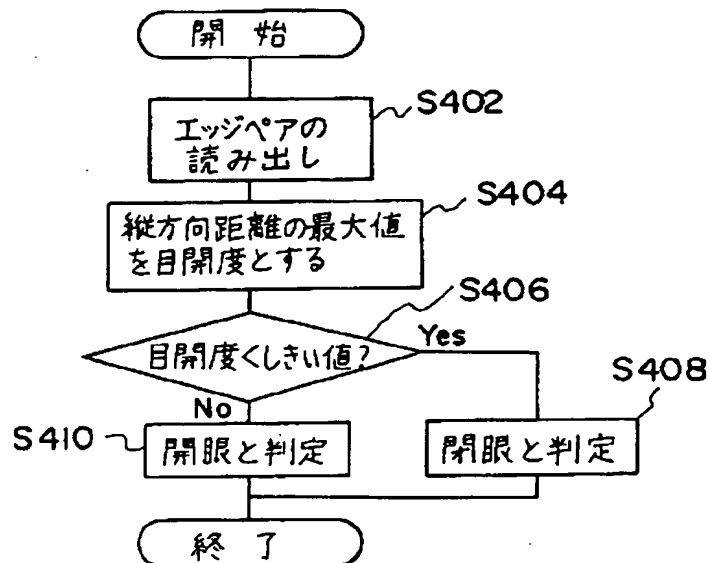 開始
S402
エッジペアの
読み出し
S404
縦方向距離の最大値
を目開度とする
S406
目開度<しきい値?
Yes
No
S408
S410
開眼と判定
閉眼と判定
終了